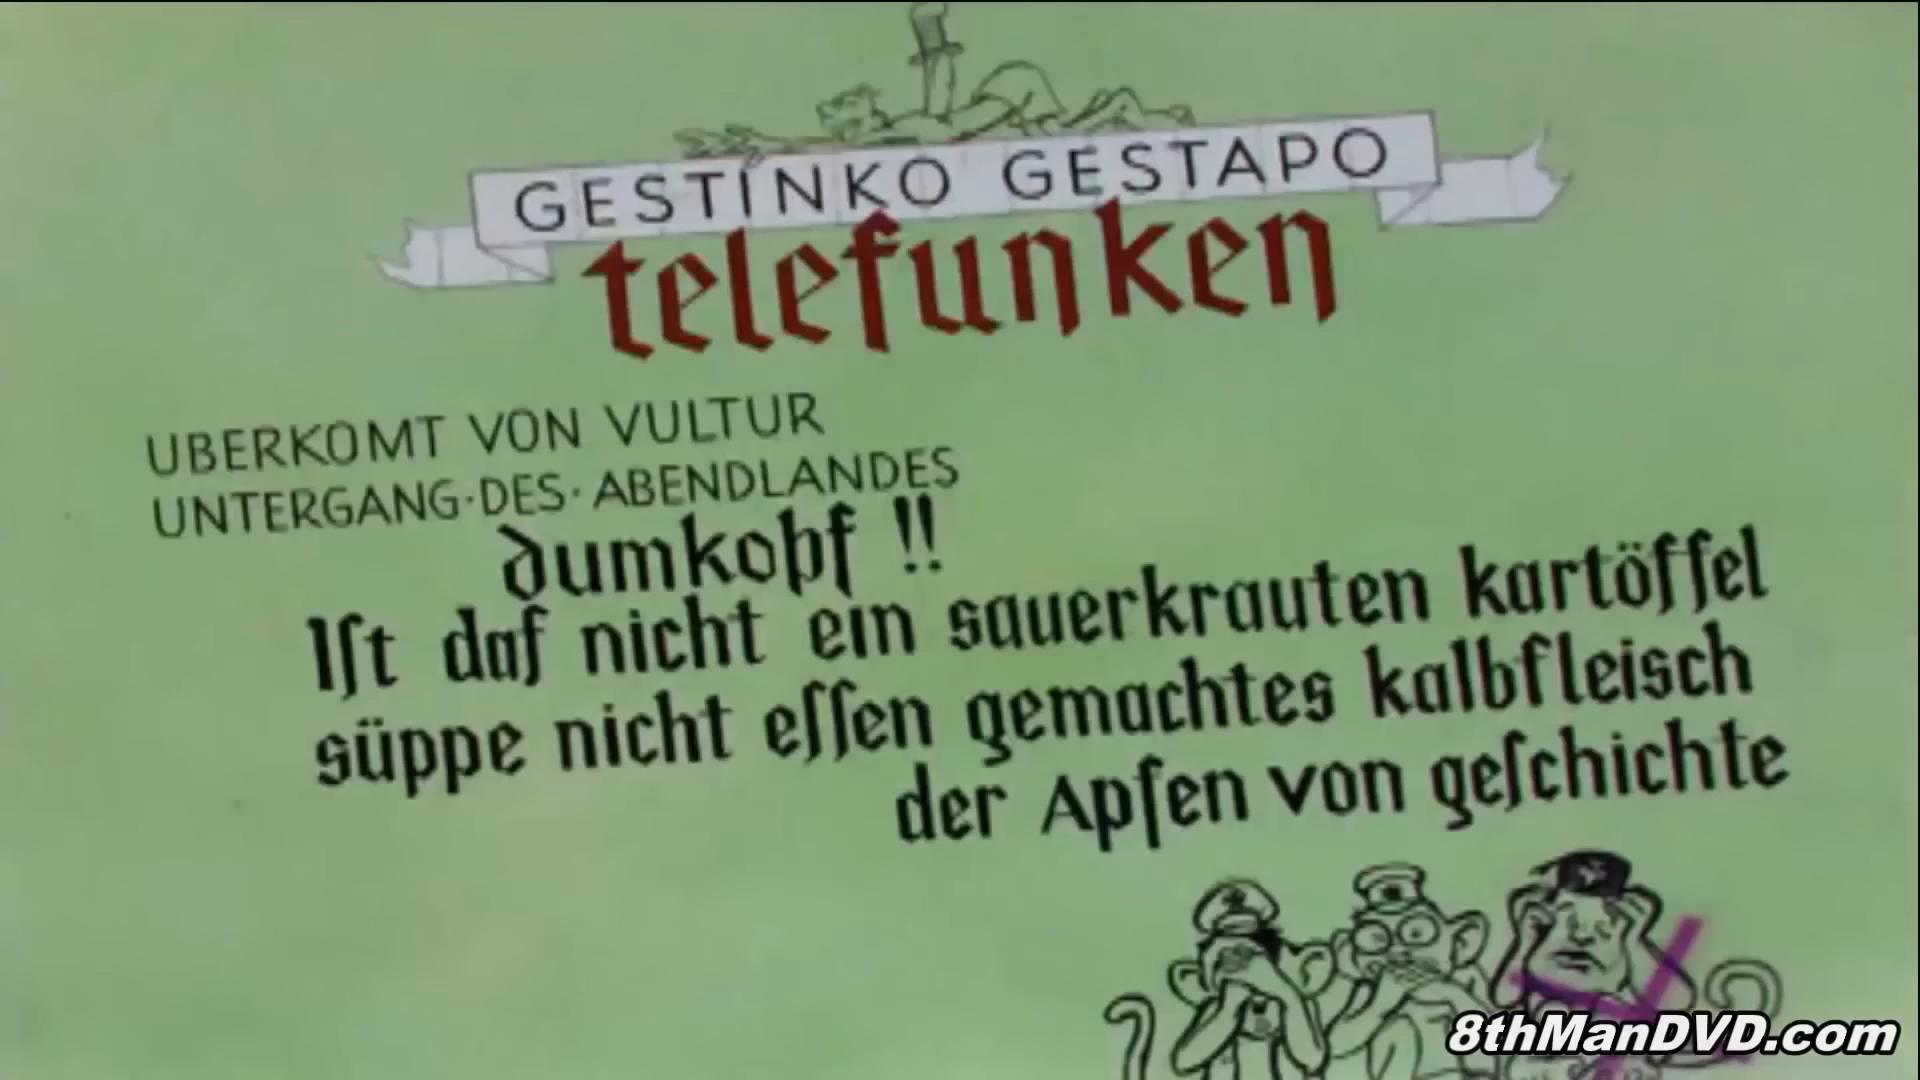 GESTINKO GESTAPO
telefunken
UBERKOMT VON VULTUR
UNTERGANG·DES·ABENDLANDES
dumkopf !!
Iſt daſ nicht ein sauerkrauten kartöffel
süppe nicht eſſen gemachtes kalbfleisch
der Apfen von geſchichte
8thManDVD.com